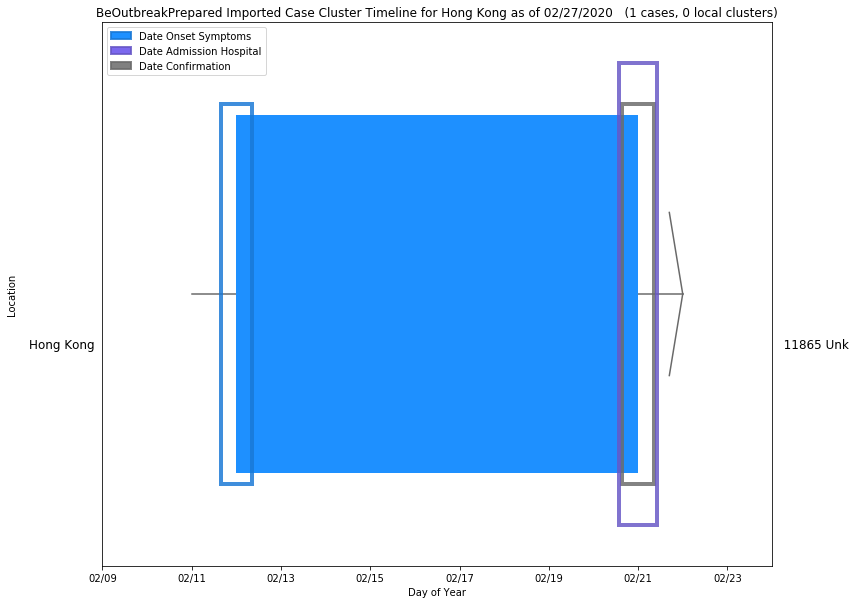 BeOutbreakPrepared Imported Case Cluster Timeline for Hong Kong as of 02/27/2020   (1 cases, 0 local clusters)
Date Onset Symptoms
Date Admission Hospital
Date Confirmation
Location
Hong Kong
11865 Unk
02/09 02/11 02/13 02/15 02/17 02/19 02/21 02/23
Day of Year